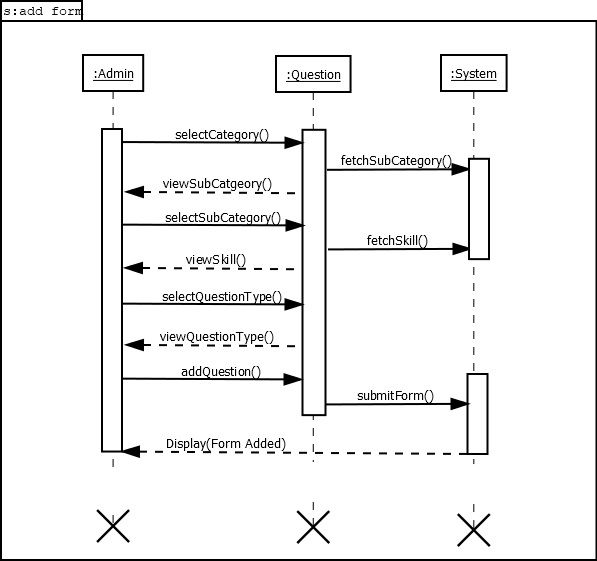 s:add form
:Admin
:Question
:System
selectCategory()
fetchSubCategory()
viewSubCatgeory()
selectSubCategory()
fetchSkill()
viewSkill()
selectQuestionType()
viewQuestionType()
addQuestion()
submitForm()
Display(Form Added)